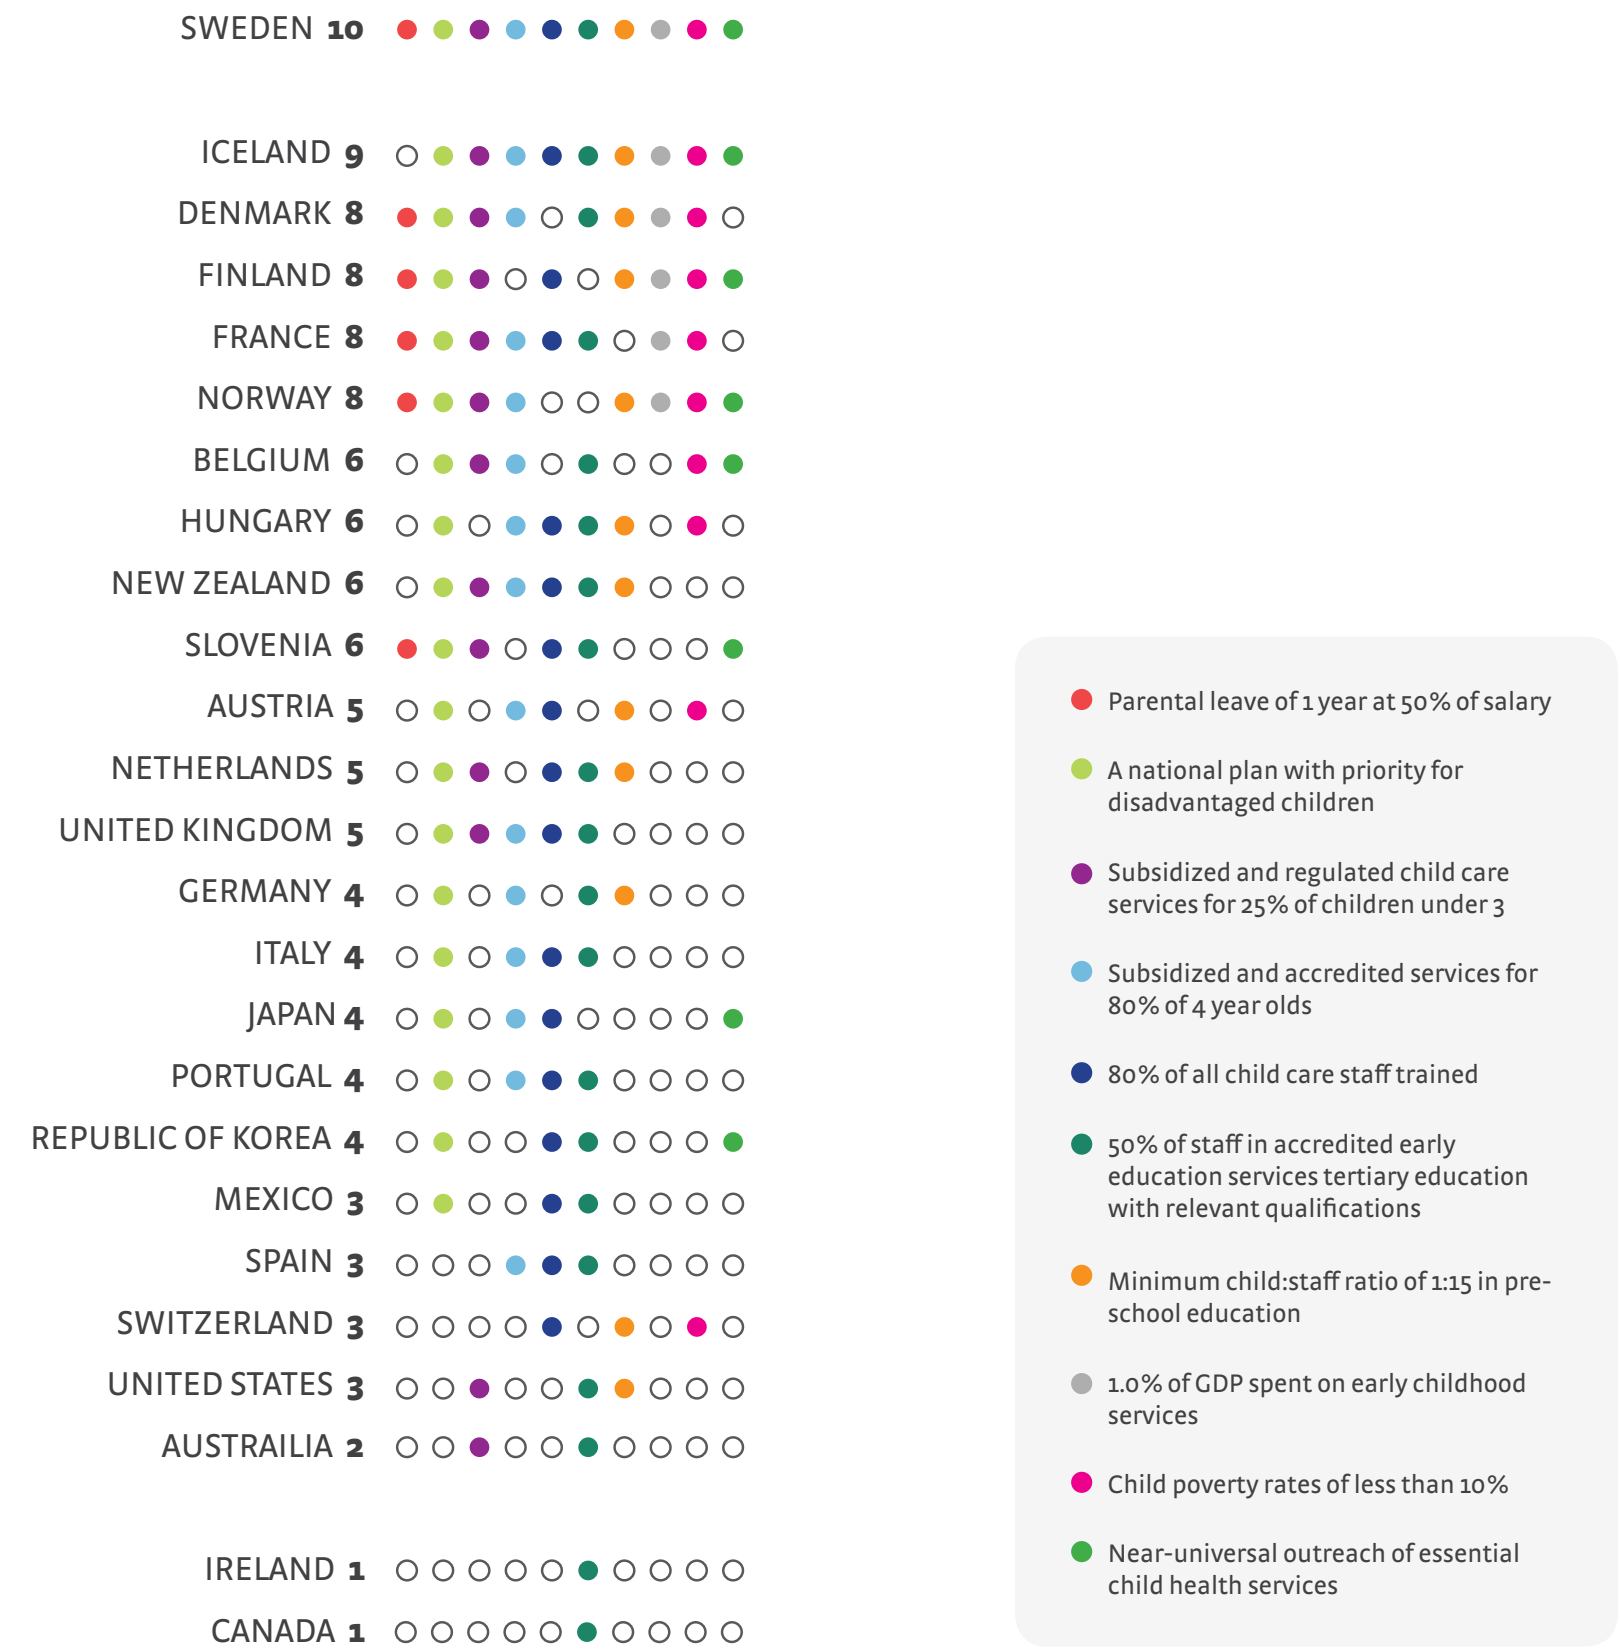 SWEDEN 10
ICELAND 9
DENMARK 8
FINLAND 8
FRANCE 8
NORWAY 8
BELGIUM 6
HUNGARY 6
NEW ZEALAND 6
SLOVENIA 6
AUSTRIA 5
NETHERLANDS 5
UNITED KINGDOM 5
GERMANY 4
ITALY 4
JAPAN 4
PORTUGAL 4
REPUBLIC OF KOREA 4
MEXICO 3
SPAIN 3
SWITZERLAND 3
UNITED STATES 3
AUSTRAILIA 2
IRELAND 1
CANADA 1
Parental leave of 1 year at 50% of salary
A national plan with priority for
disadvantaged children
Subsidized and regulated child care
services for 25% of children under 3
Subsidized and accredited services for
80% of 4 year olds
80% of all child care staff trained
50% of staff in accredited early
education services tertiary education
with relevant qualifications
Minimum child:staff ratio of 1:15 in pre-
school education
1.0% of GDP spent on early childhood
services
Child poverty rates of less than 10%
Near-universal outreach of essential
child health services